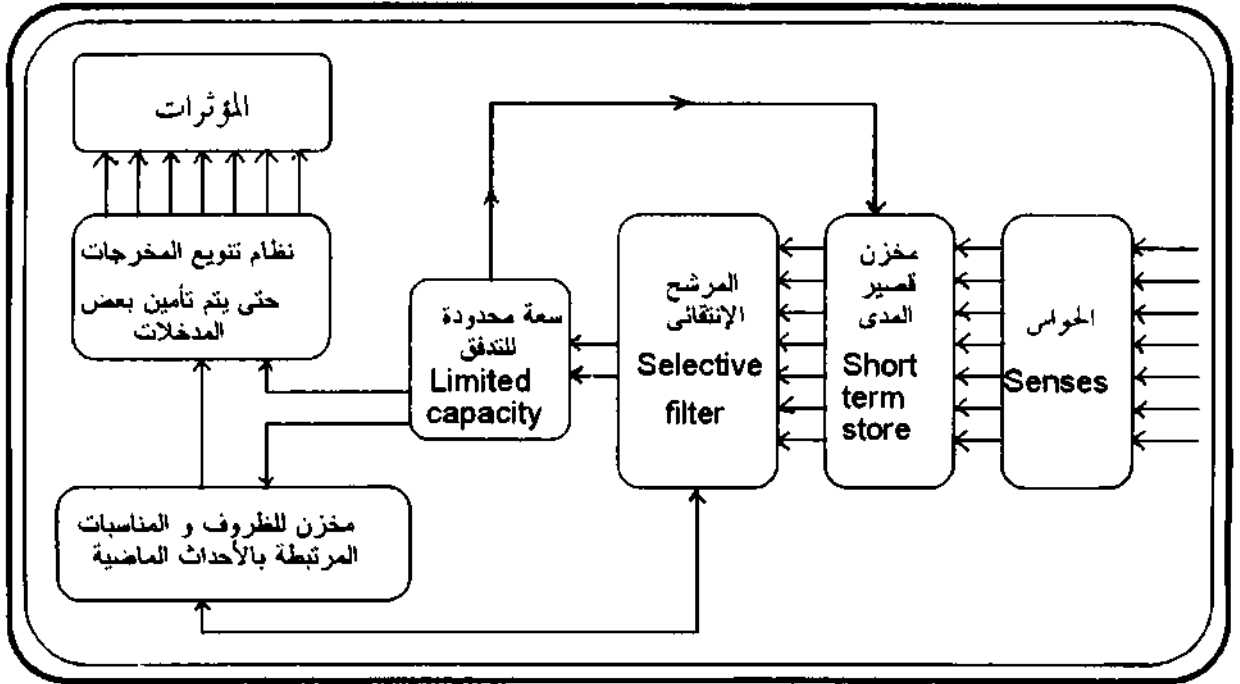 الحواس
Senses
مخزن
قصير
المدى
Short
term
store
المرشح
الإنتقائى
Selective
filter
سعة محدودة
للتدفق
Limited
capacity
المؤثرات
نظام تنويع المخرجات
حتى يتم تأمين بعض
المدخلات
مخزن للظروف و المناسبات
المرتبطة بالأحداث الماضية